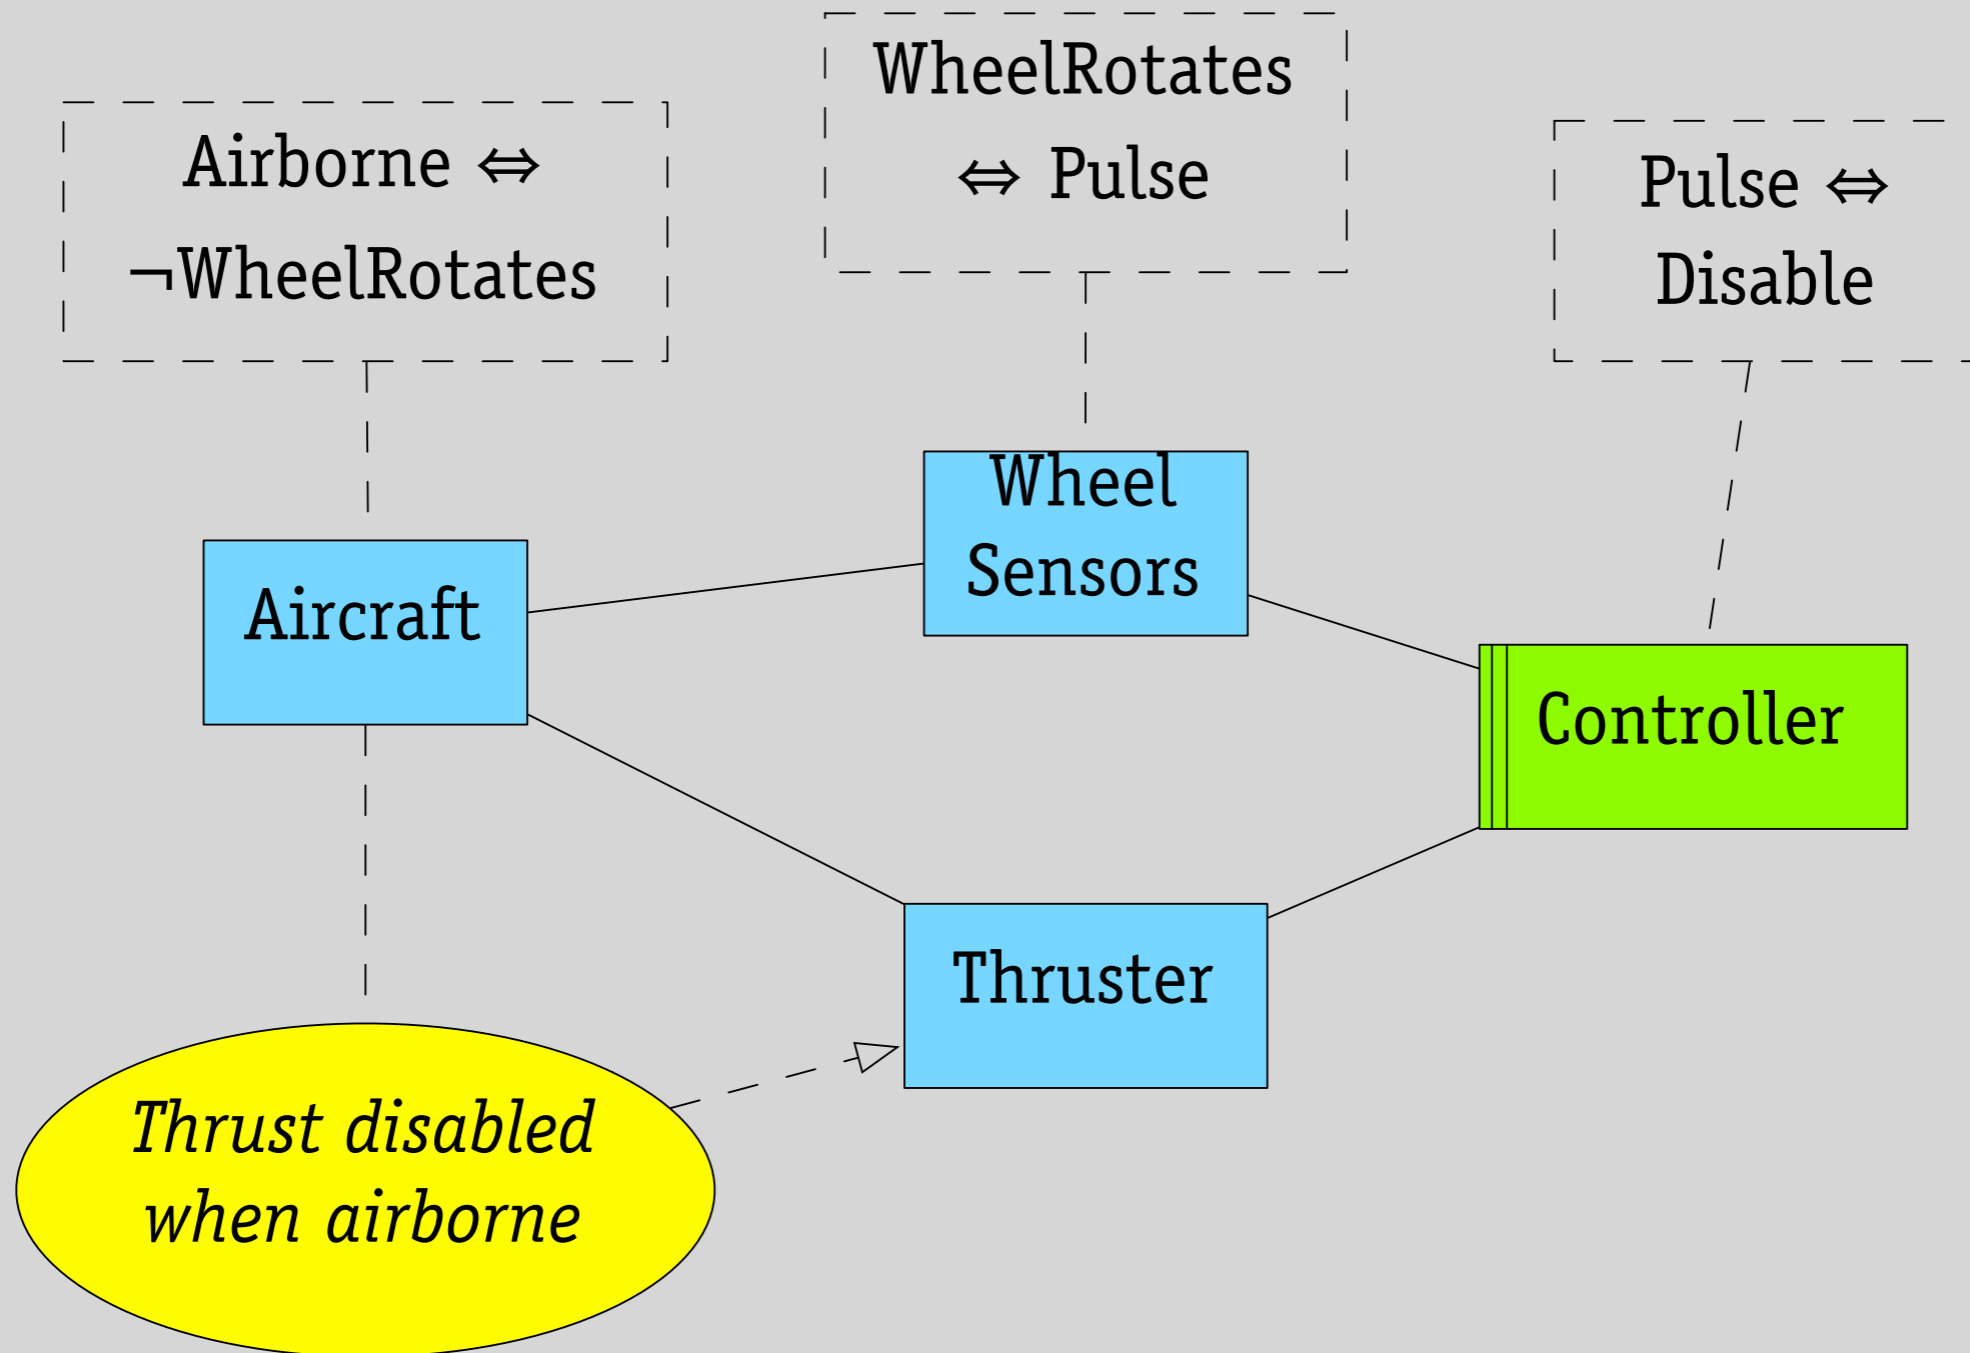 WheelRotates
⇔ Pulse
Airborne ⇔
¬WheelRotates
Pulse ⇔
Disable
Wheel
Sensors
Aircraft
Controller
Thruster
Thrust disabled
when airborne